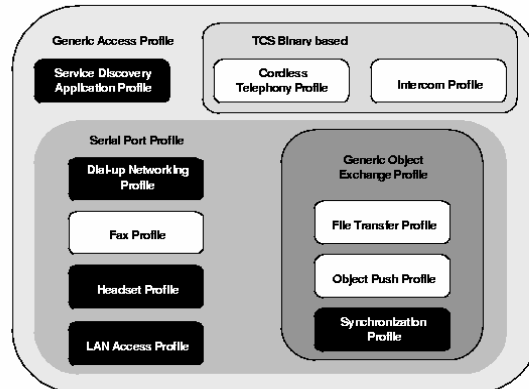 Generic Access Profile
TCS Binary based
Service Discovery
Application Profile
Cordless
Telephony Profile
Intercom Profile
Serial Port Profile
Dial-up Networking
Profile
Fax Profile
Headset Profile
LAN Access Profile
Generic Object
Exchange Profile
File Transfer Profile
Object Push Profile
Synchronization
Profile